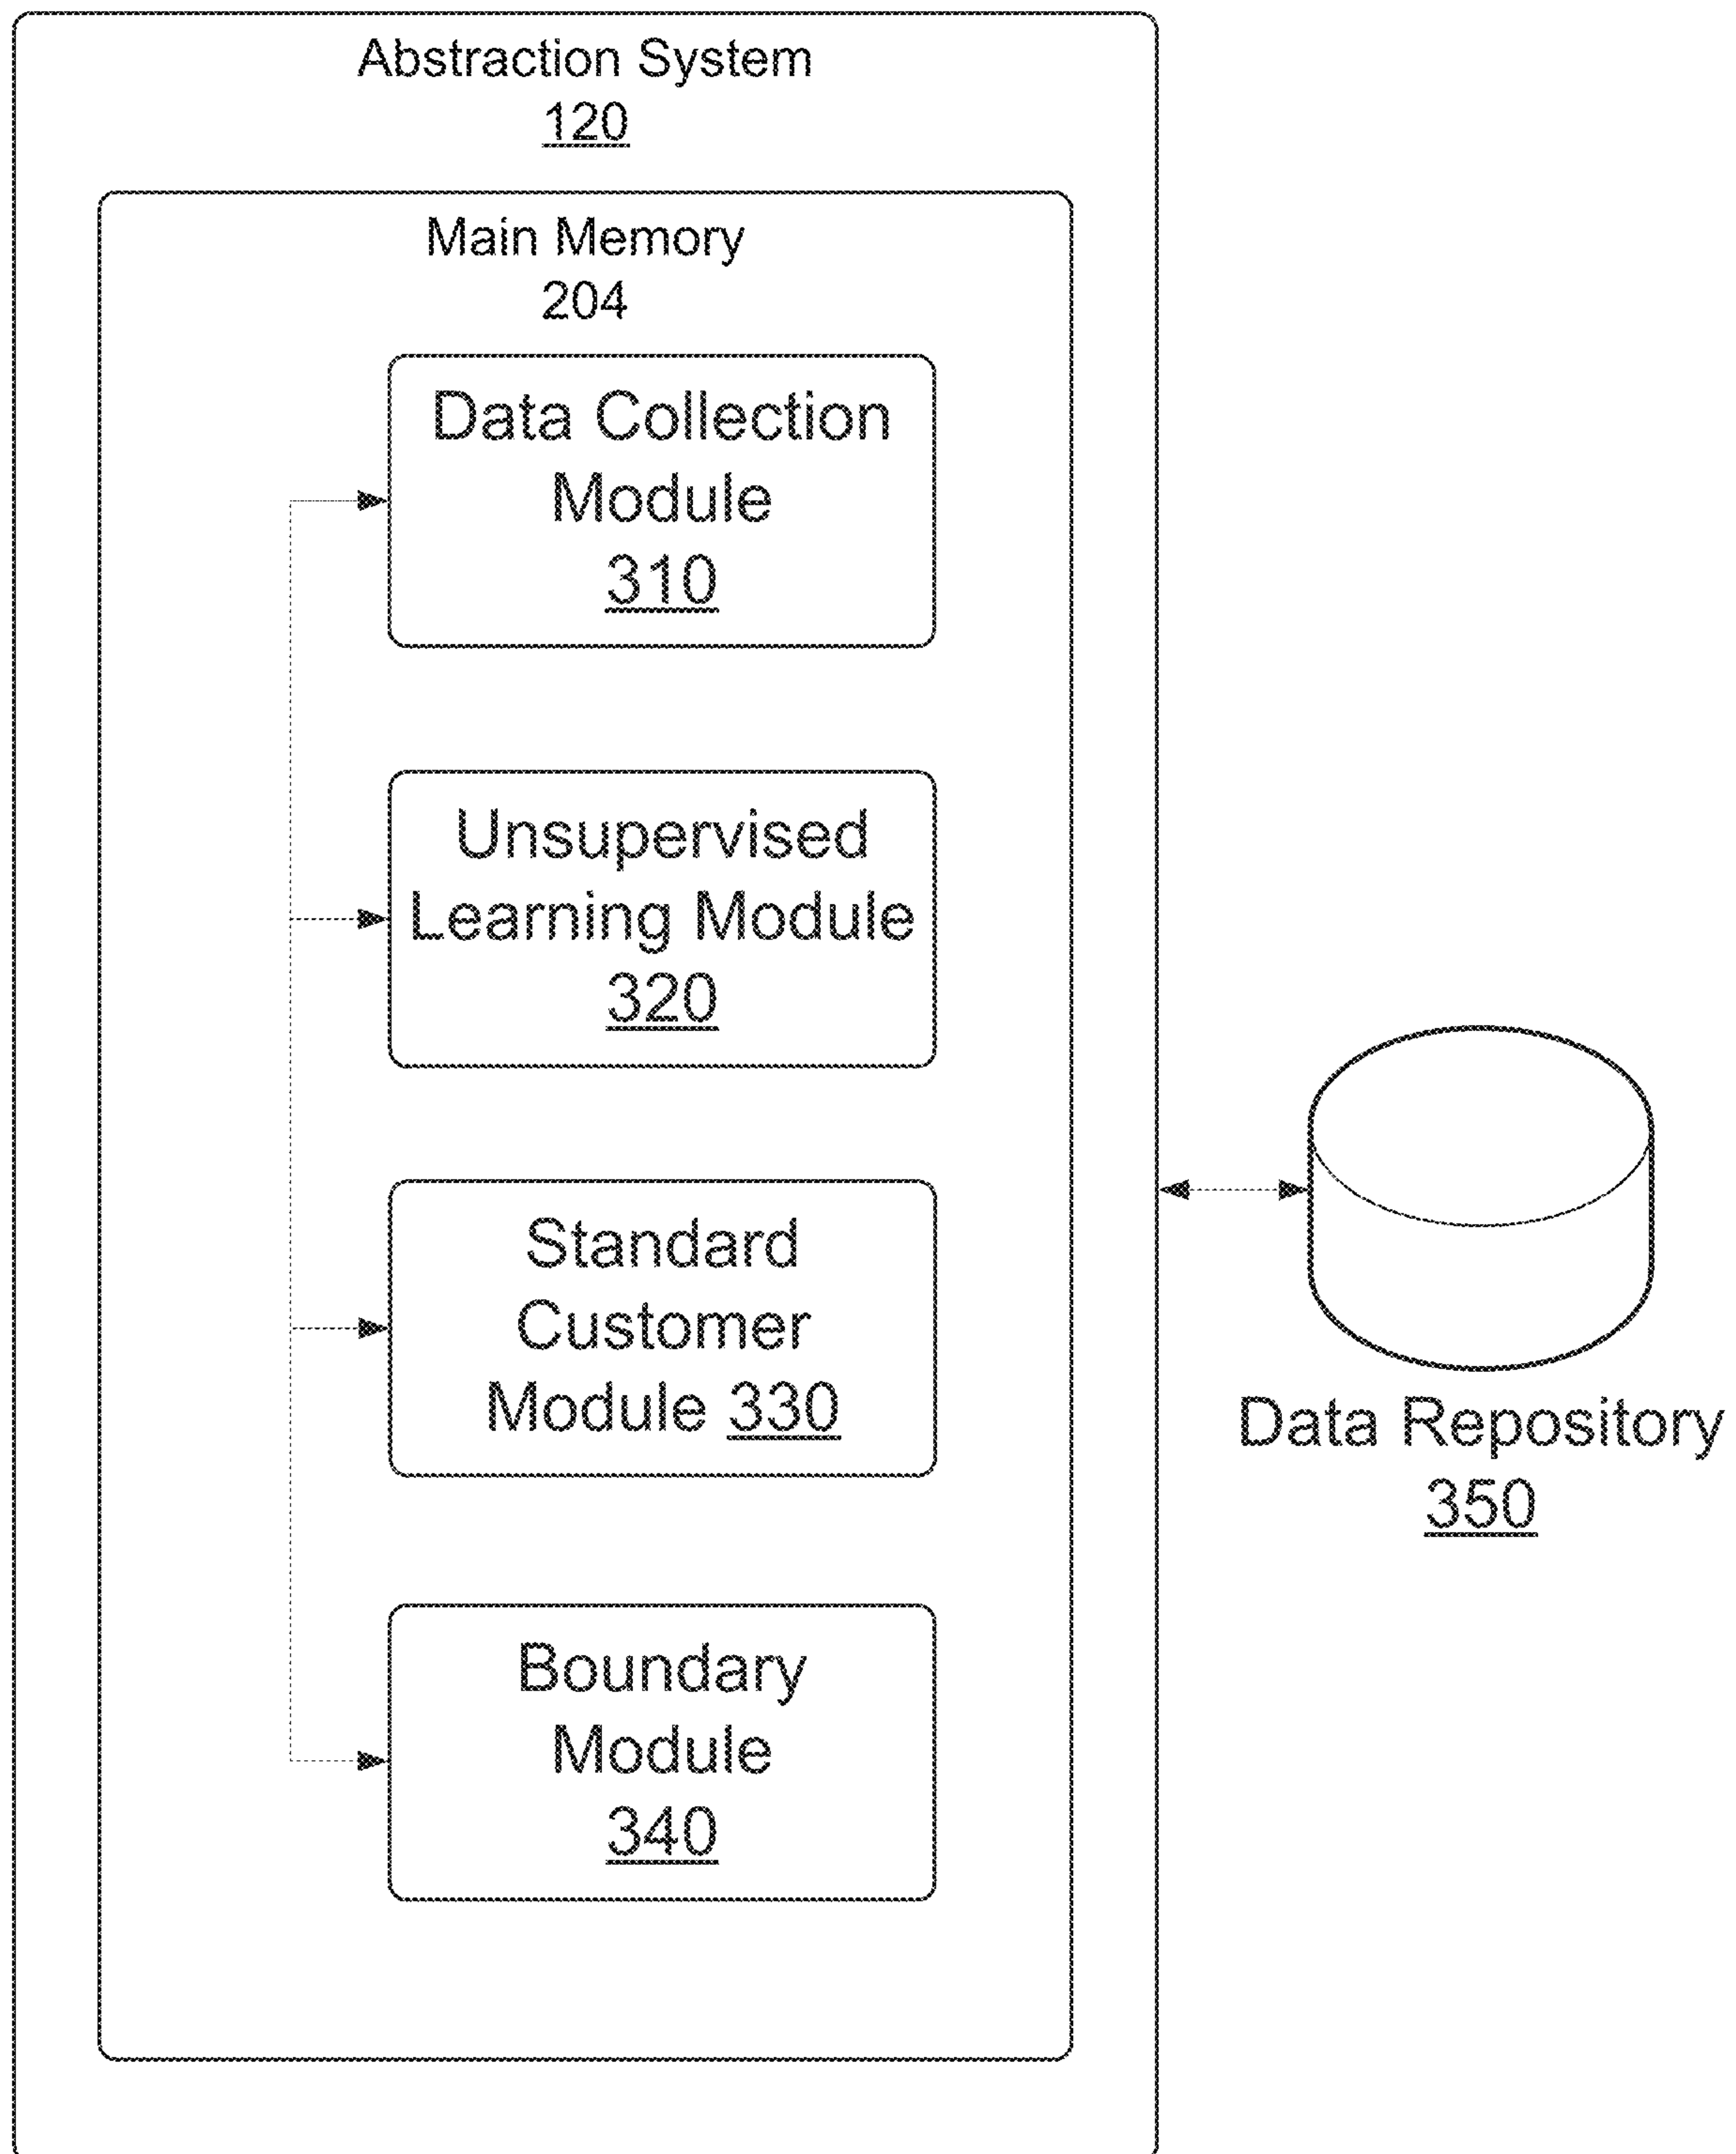 Abstraction System
120
Main Memory
204
Data Collection
Module
310
Unsupervised
Learning Module
320
Standard
Customer
Module 330
Boundary
Module
340
Data Repository
350